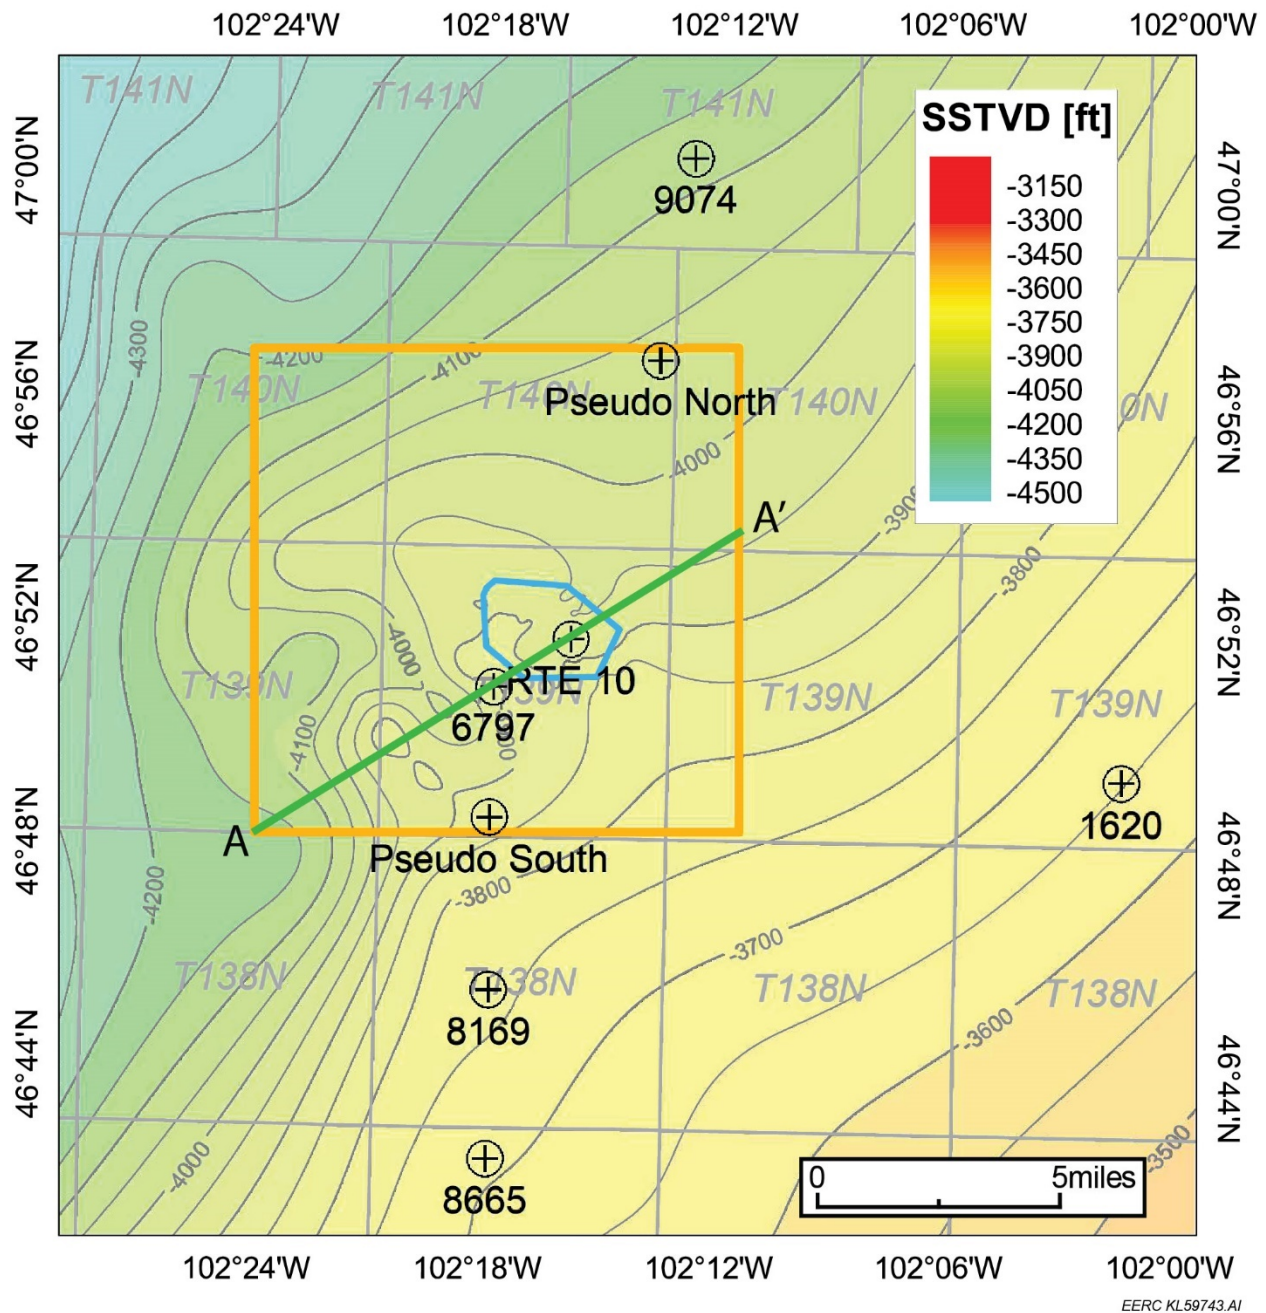 102°24'W 102°18'W 102°12'W 102°06'W 102°00'W
T141N T141N T141N
SSTVD [ft]
-3150
-3300
-3450
-3600
-3750
-3900
-4050
-4200
-4350
-4500
47°00'N 47°00'N
9074
-4300
-4200 -4100
46°56'N 46°56'N
T140N T140N T140N 0N
Pseudo North
-4000
A'
-3900
-3800
46°52'N 46°52'N
-4000
T139N 39N T139N T139N
RTE 10
6797
-4100
1620
46°48'N 46°48'N
A
Pseudo South
-4200
-3800
-3700
T138N T138N T138N T138N
8169
-3600
46°44'N 46°44'N
-4000
-3500
8665
0 5miles
102°24'W 102°18'W 102°12'W 102°06'W 102°00'W
EERC KL59743.AI